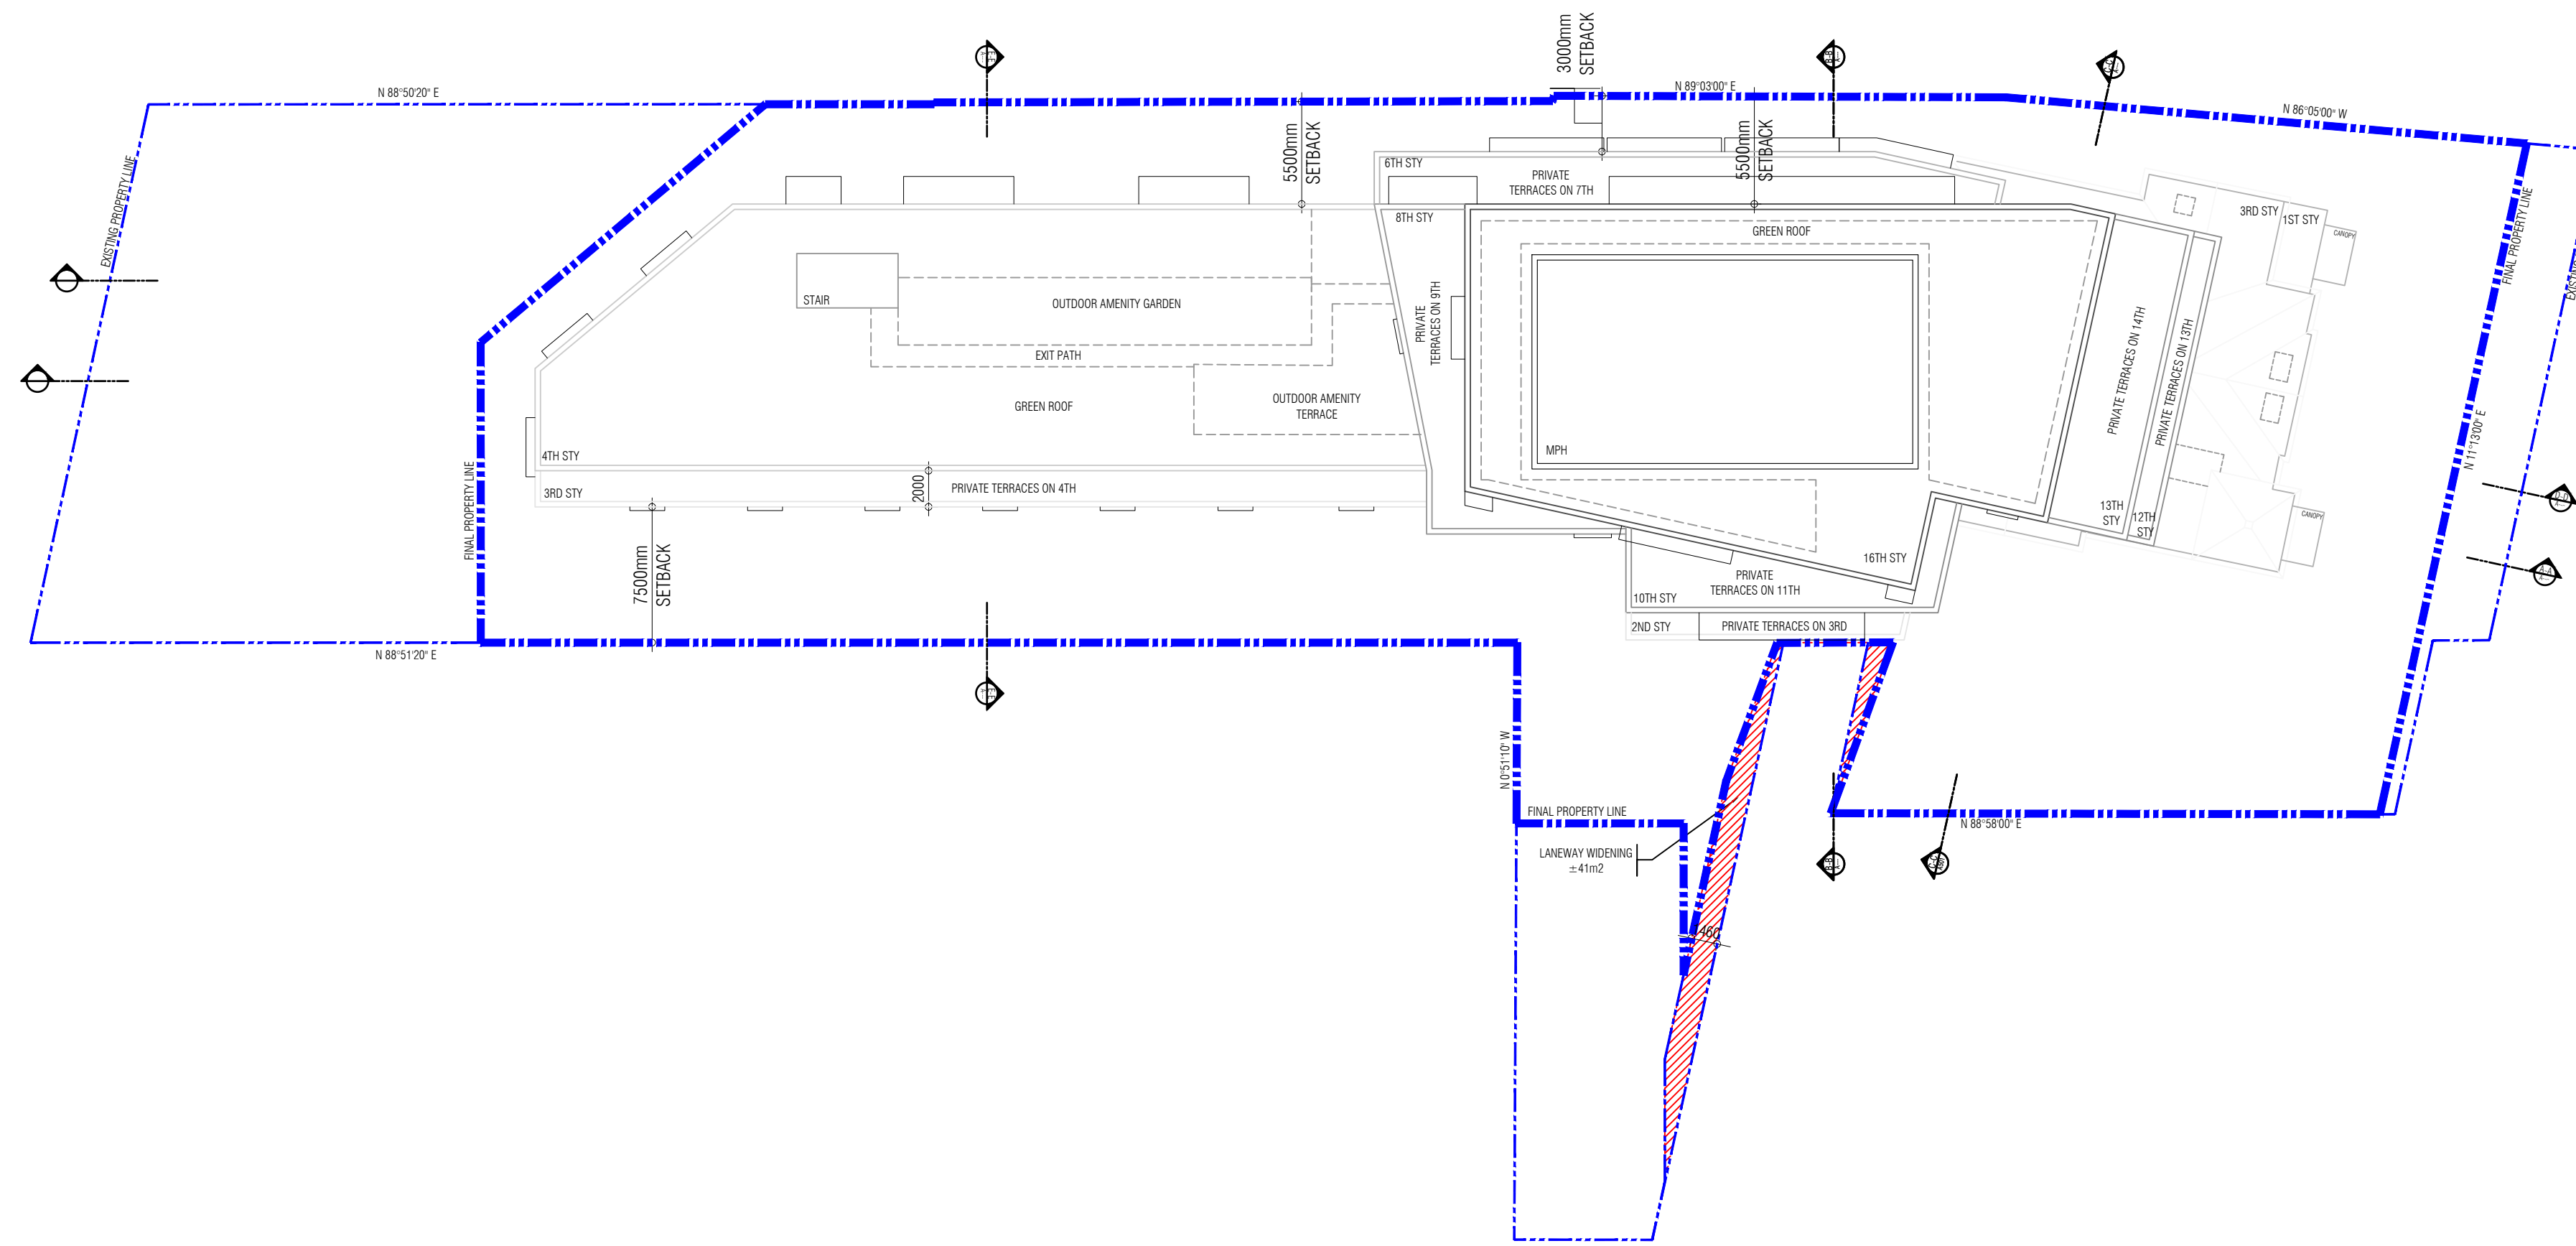 3000mm
SETBACK
N 88°50'20" E
N 89°03'00" E
N 86°05'00" W
EXISTING PROPERTY LINE
5500mm
SETBACK
5500mm
SETBACK
6TH STY
PRIVATE
TERRACES ON 7TH
8TH STY
GREEN ROOF
3RD STY
1ST STY
CANOPY
FINAL PROPERTY LINE
STAIR
OUTDOOR AMENITY GARDEN
EXIT PATH
GREEN ROOF
OUTDOOR AMENITY
TERRACE
PRIVATE
TERRACES ON 9TH
MPH
PRIVATE TERRACES ON 14TH
PRIVATE TERRACES ON 13TH
N 11°13'00" E
4TH STY
3RD STY
2000
PRIVATE TERRACES ON 4TH
13TH
STY
12TH
STY
CANOPY
FINAL PROPERTY LINE
7500mm
SETBACK
16TH STY
PRIVATE
TERRACES ON 11TH
10TH STY
2ND STY
PRIVATE TERRACES ON 3RD
N 88°51'20" E
N 0°51'10" W
FINAL PROPERTY LINE
N 88°58'00" E
LANEWAY WIDENING
±41m2